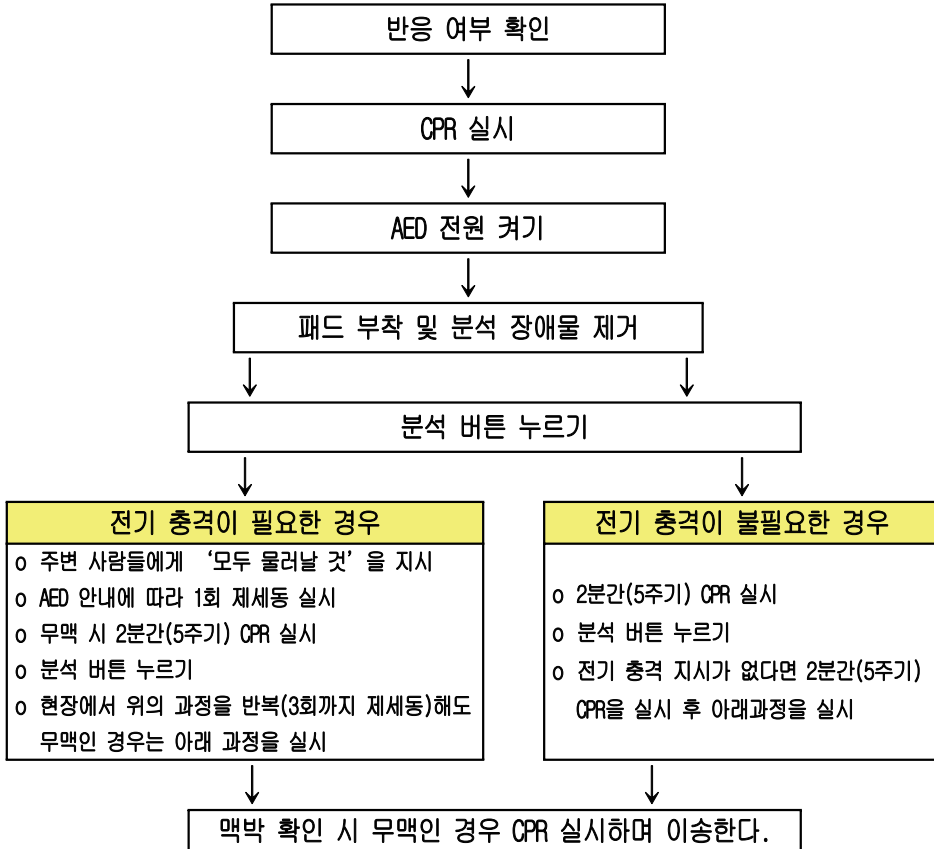 반응 여부 확인
CPR 실시
AED 전원 켜기
패드 부착 및 분석 장애물 제거
분석 버튼 누르기
전기 충격이 필요한 경우
o 주변 사람들에게 ‘모두 물러날 것’을 지시
o AED 안내에 따라 1회 제세동 실시
o 무맥 시 2분간(5주기) CPR 실시
o 분석 버튼 누르기
o 현장에서 위의 과정을 반복(3회까지 제세동)해도
무맥인 경우는 아래 과정을 실시
전기 충격이 불필요한 경우
o 2분간(5주기) CPR 실시
o 분석 버튼 누르기
o 전기 충격 지시가 없다면 2분간(5주기)
CPR을 실시 후 아래과정을 실시
맥박 확인 시 무맥인 경우 CPR 실시하며 이송한다.